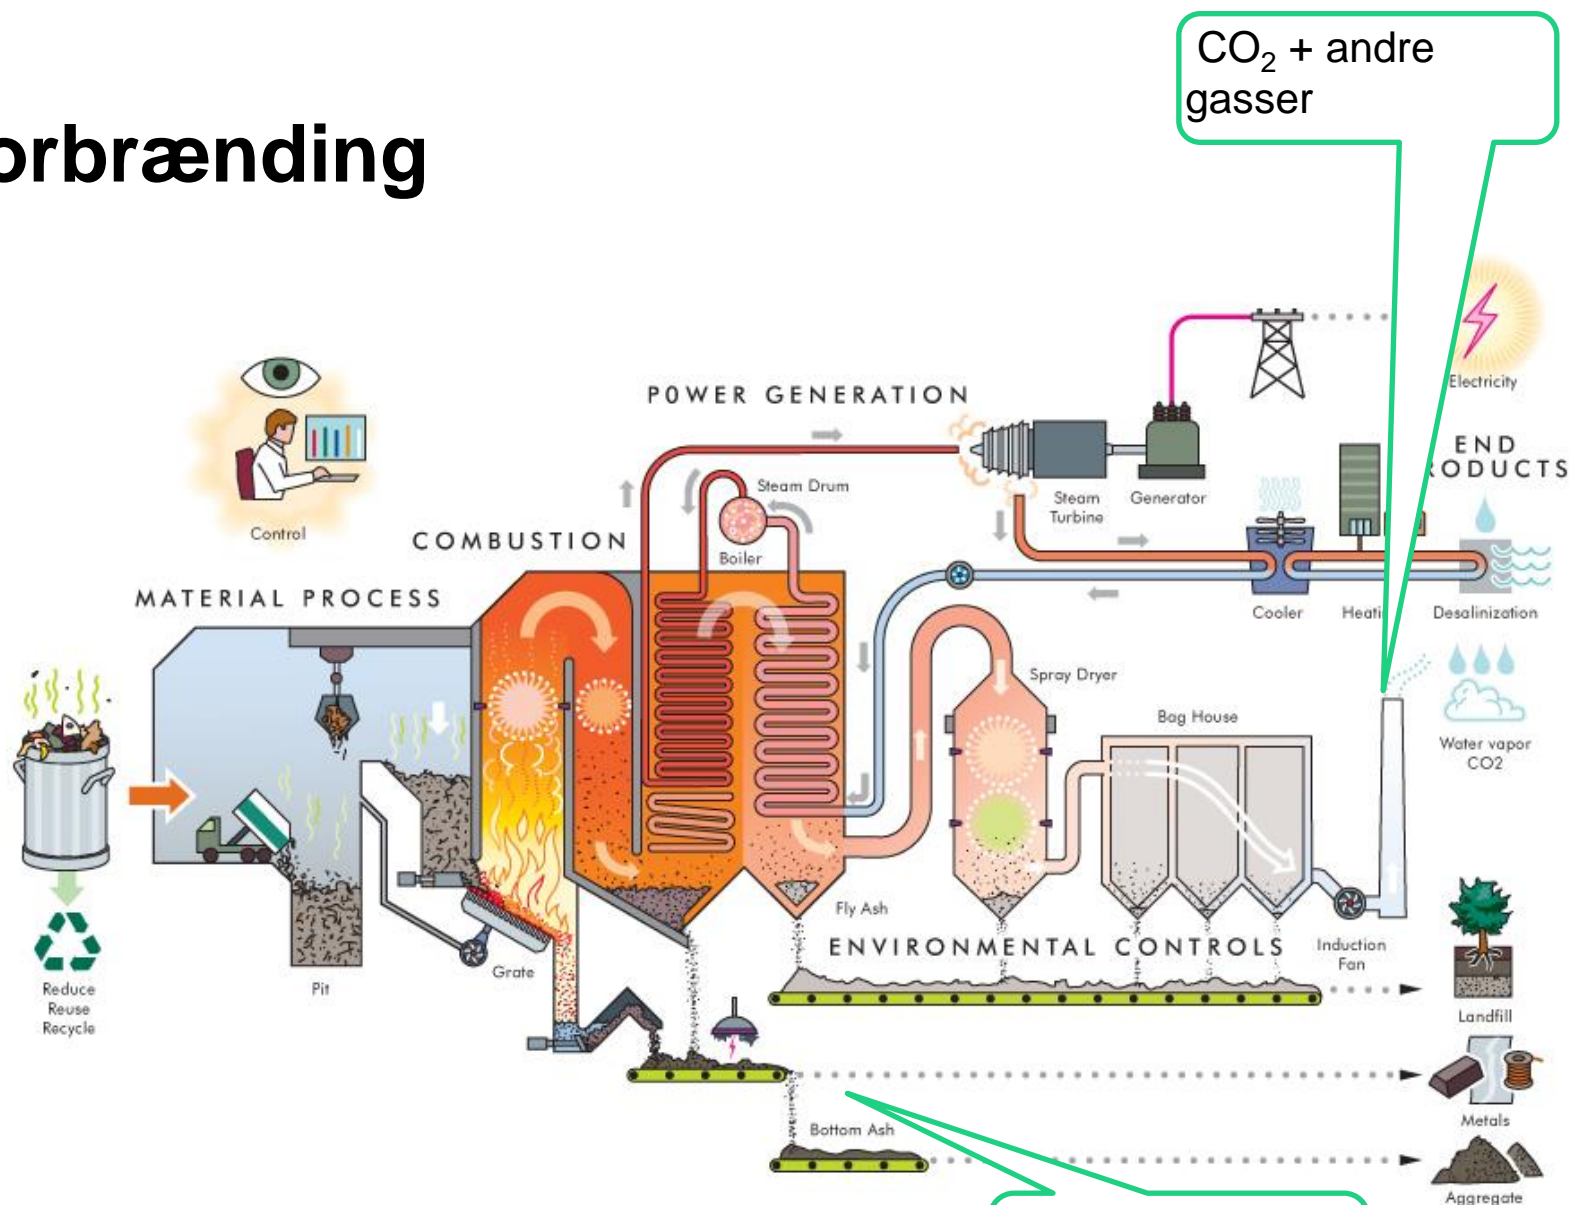 CO₂ + andre
gasser
orbrænding
POWER GENERATION
Electricity
END
RODUCTS
Steam Drum
Steam
Turbine
Generator
Control
COMBUSTION
Boiler
MATERIAL PROCESS
Cooler
Heati
Desalinization
Spray Dryer
Bag House
Water vapor
CO2
Fly Ash
ENVIRONMENTAL CONTROLS
Induction
Fan
Grate
Pit
Reduce
Reuse
Recycle
Landfill
Metals
Bottom Ash
Aggregate